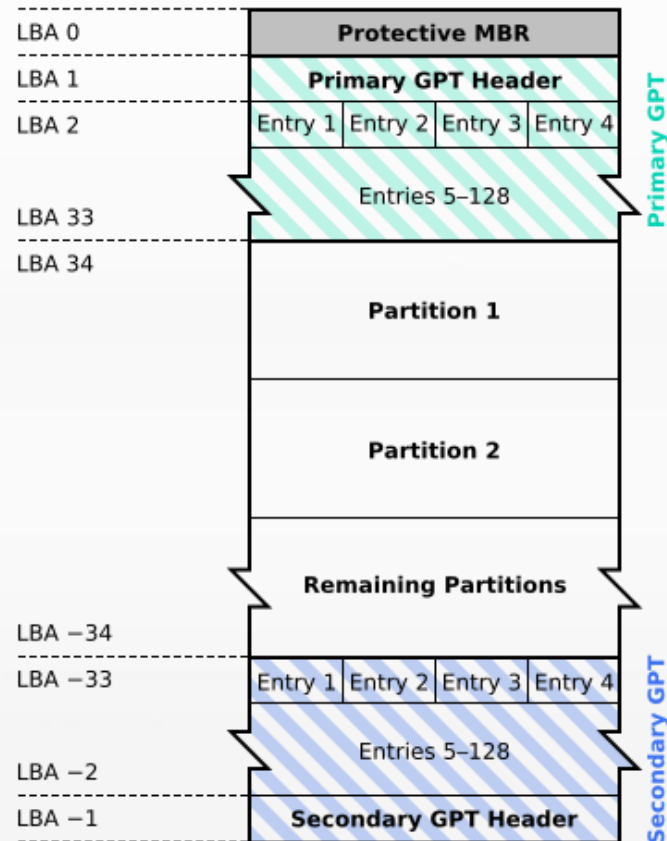 LBA 0
Protective MBR
LBA 1
Primary GPT Header
LBA 2
Entry 1 Entry 2 Entry 3 Entry 4
Entries 5–128
LBA 33
Primary GPT
LBA 34
Partition 1
Partition 2
Remaining Partitions
LBA −34
LBA −33
Entry 1 Entry 2 Entry 3 Entry 4
Entries 5–128
LBA −2
LBA −1
Secondary GPT Header
Secondary GPT